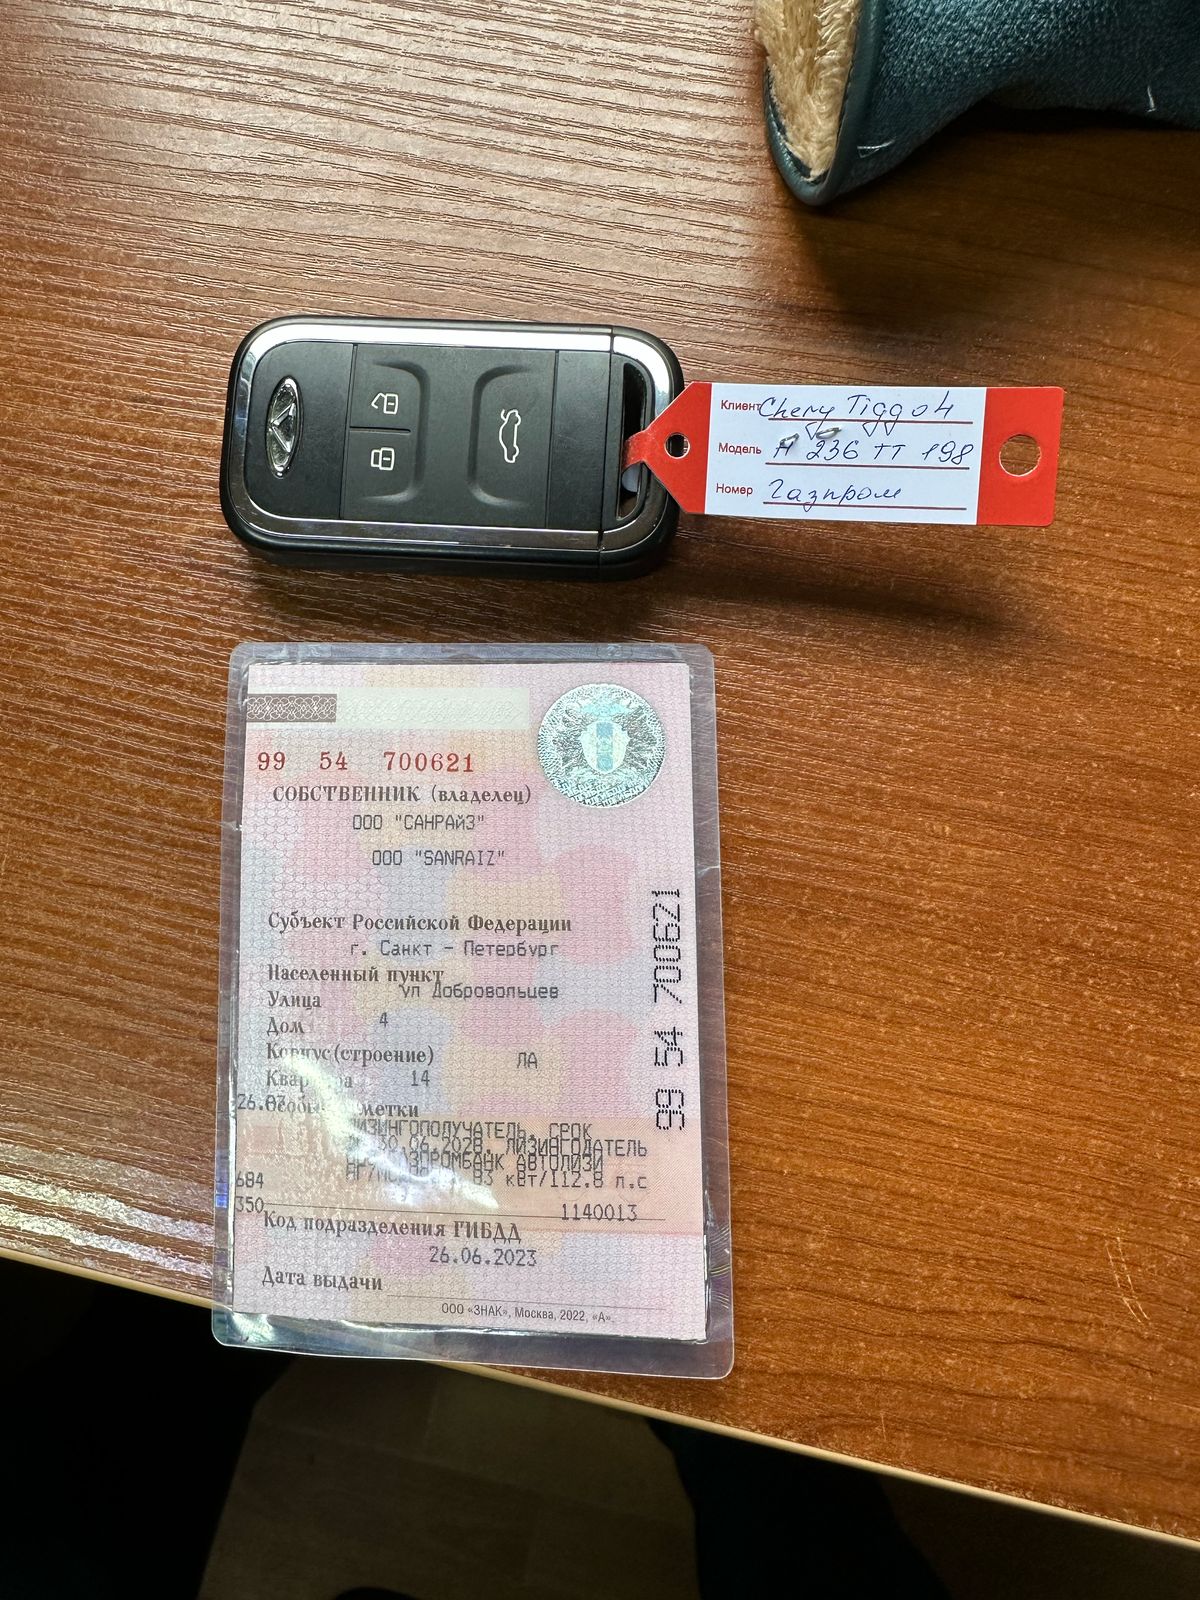 Клиент Chery Tiggo 4
Модель Н 236 ТТ 198
Номер Газпром
99 54 700621
СОБСТВЕННИК (владелец)
ООО "САНРАЙЗ"
ООО "SANRAIZ"
Субъект Российской Федерации
г. Санкт - Петербург
Населенный пункт
Улица ул Добровольцев
Дом 4
Корпус (строение) ЛА
Квартира 14
Особые отметки
ЛИЗИНГОПОЛУЧАТЕЛЬ, СРОК
30.06.2028, ЛИЗИНГОДАТЕЛЬ
ГАЗПРОМБАНК АВТОЛИЗИ
83 кВт/112.8 л.с
684
350
1140013
Код подразделения ГИБДД
26.06.2023
Дата выдачи
ООО «ЗНАК», Москва, 2022, «А».
99 54 700621